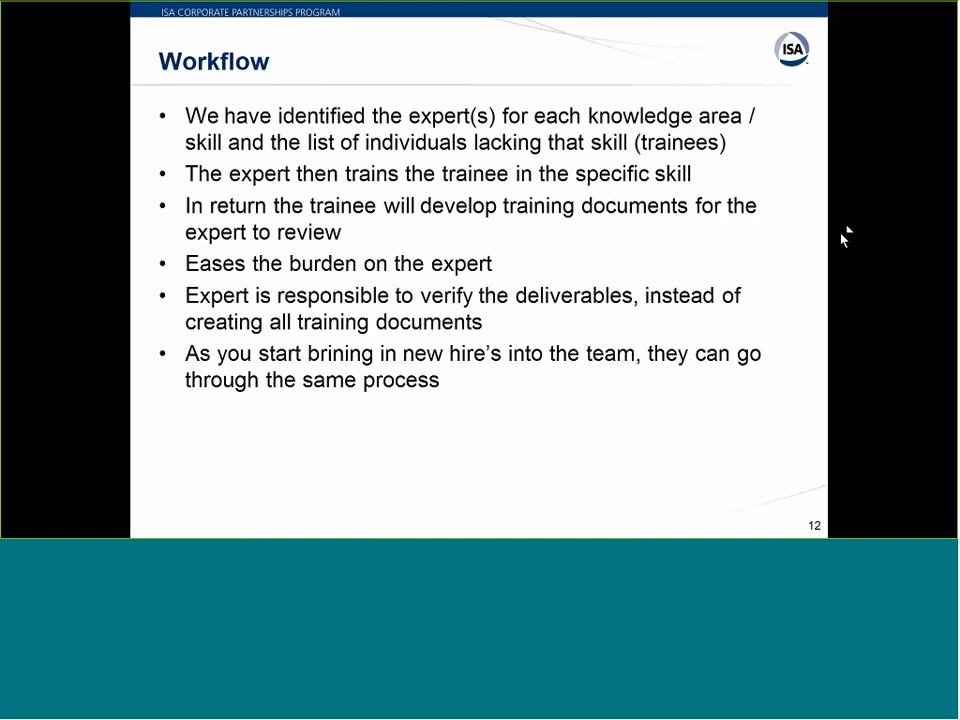 ISA CORPORATE PARTNERSHIPS PROGRAM
ISA
Workflow
• We have identified the expert(s) for each knowledge area /
skill and the list of individuals lacking that skill (trainees)
• The expert then trains the trainee in the specific skill
• In return the trainee will develop training documents for the
expert to review
• Eases the burden on the expert
• Expert is responsible to verify the deliverables, instead of
creating all training documents
• As you start brining in new hire’s into the team, they can go
through the same process
12